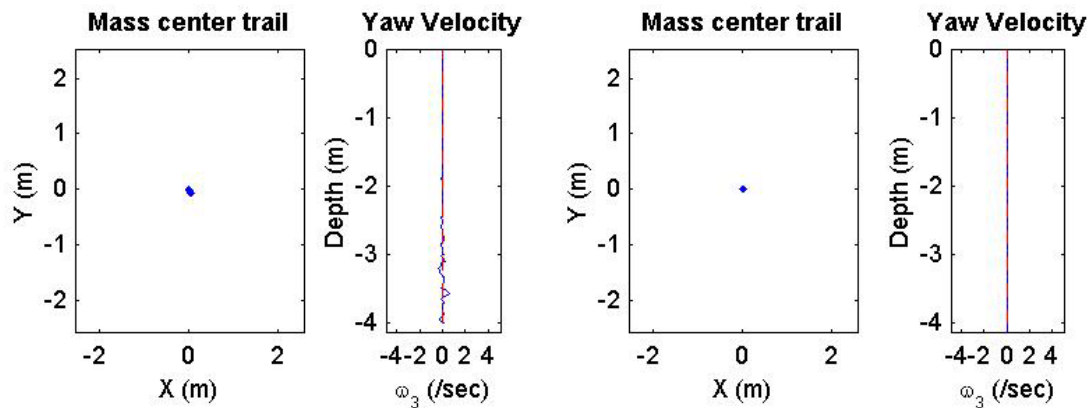 Mass center trail
Yaw Velocity
Mass center trail
Yaw Velocity
2
1
0
-1
-2
Y (m)
-2 0 2
X (m)
0
-1
-2
-3
-4
Depth (m)
-4 -2 0 2 4
ω3 (/sec)
2
1
0
-1
-2
Y (m)
-2 0 2
X (m)
0
-1
-2
-3
-4
Depth (m)
-4 -2 0 2 4
ω3 (/sec)